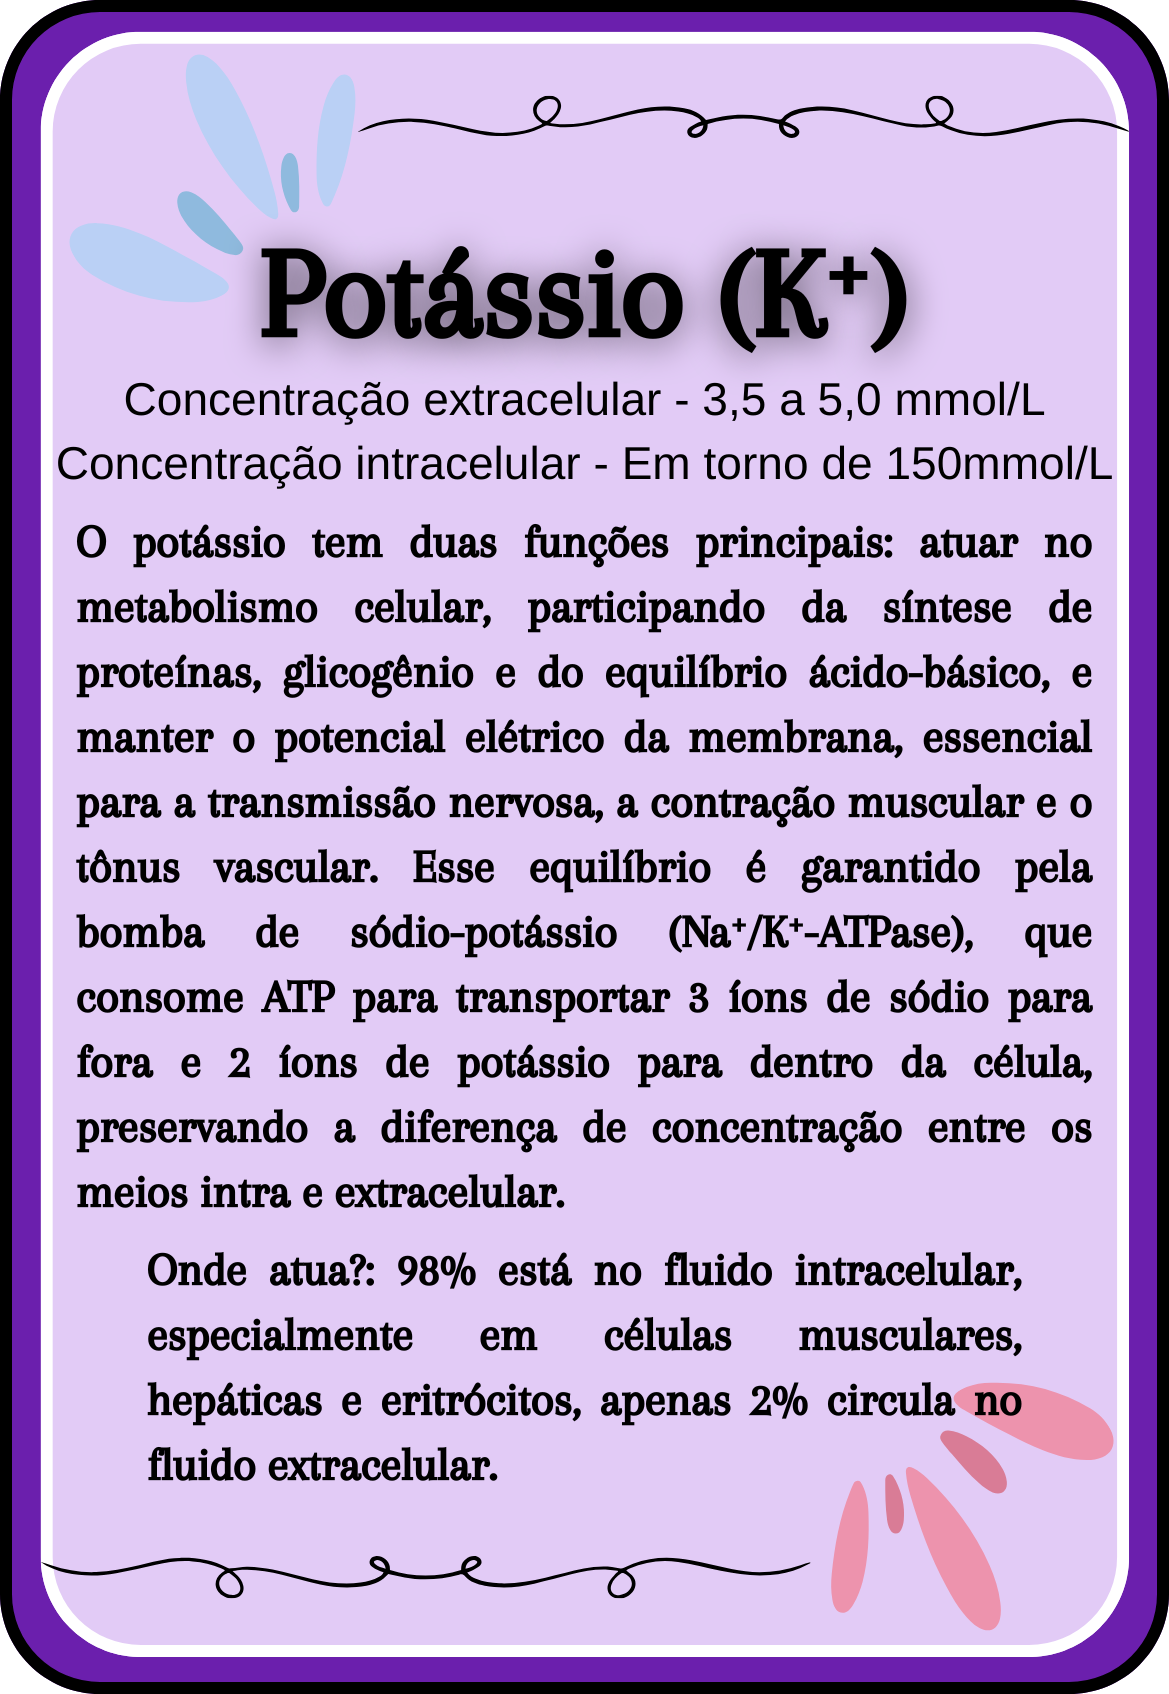 Potássio (K⁺)
Concentração extracelular - 3,5 a 5,0 mmol/L
Concentração intracelular - Em torno de 150mmol/L
O potássio tem duas funções principais: atuar no
metabolismo celular, participando da síntese de
proteínas, glicogênio e do equilíbrio ácido-básico, e
manter o potencial elétrico da membrana, essencial
para a transmissão nervosa, a contração muscular e o
tônus vascular. Esse equilíbrio é garantido pela
bomba de sódio-potássio (Na⁺/K⁺-ATPase), que
consome ATP para transportar 3 íons de sódio para
fora e 2 íons de potássio para dentro da célula,
preservando a diferença de concentração entre os
meios intra e extracelular.
Onde atua?: 98% está no fluido intracelular,
especialmente em células musculares,
hepáticas e eritrócitos, apenas 2% circula no
fluido extracelular.